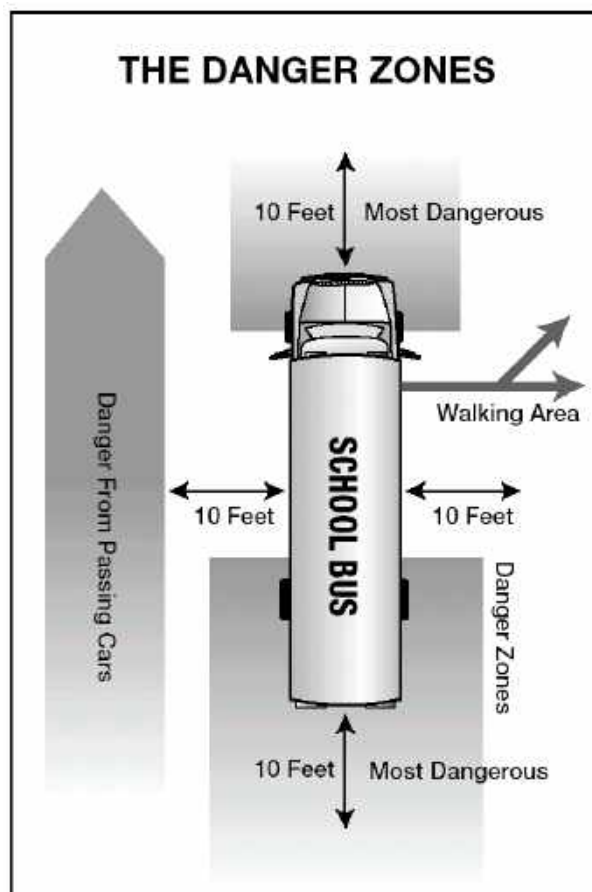 THE DANGER ZONES
10 Feet
Most Dangerous
Walking Area
Danger From Passing Cars
SCHOOL BUS
10 Feet
10 Feet
Danger Zones
10 Feet
Most Dangerous